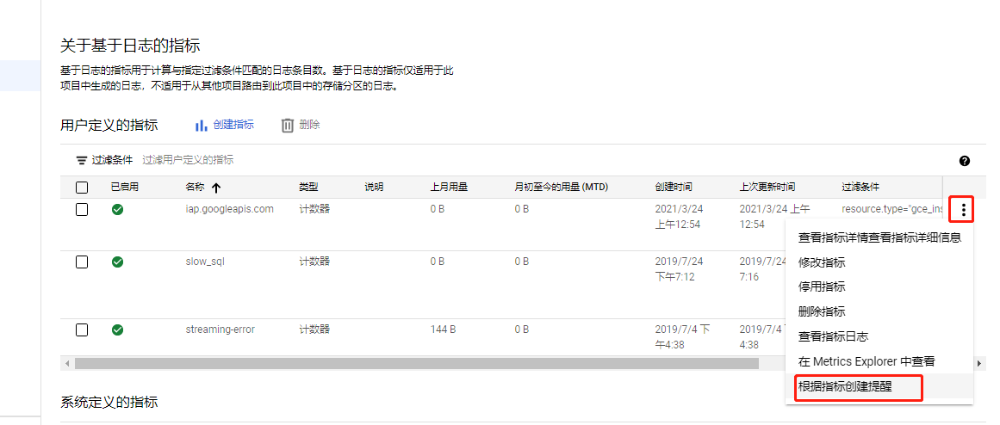 关于基于日志的指标
基于日志的指标用于计算与指定过滤条件匹配的日志条目数。基于日志的指标仅适用于此
项目中生成的日志，不适用于从其他项目路由到此项目中的存储分区的日志。
用户定义的指标 创建指标 删除
过滤条件 过滤用户定义的指标
已启用 名称 类型 说明 上月用量 月初至今的用量 (MTD) 创建时间 上次更新时间 过滤条件
iap.googleapis.com 计数器 0 B 0 B 2021/3/24 2021/3/24 上午 resource.type="gce_ins
上午12:54 12:54
查看指标详情查看指标详细信息
slow_sql 计数器 0 B 0 B 2019/7/24 2019/7/24
下午7:12 7:16
修改指标
停用指标
删除指标
streaming-error 计数器 144 B 0 B 2019/7/4 下 2019/7/4
午4:38 4:38
查看指标日志
在 Metrics Explorer 中查看
根据指标创建提醒
系统定义的指标